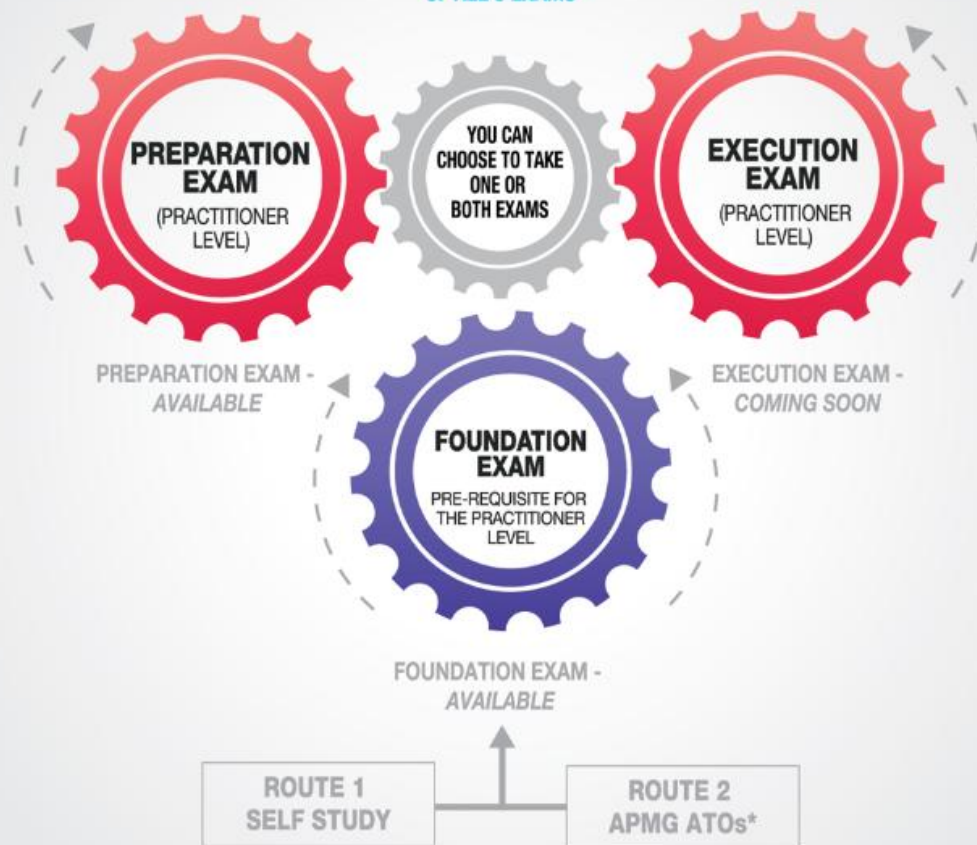 PREPARATION
EXAM
(PRACTITIONER
LEVEL)
YOU CAN
CHOOSE TO TAKE
ONE OR
BOTH EXAMS
EXECUTION
EXAM
(PRACTITIONER
LEVEL)
PREPARATION EXAM -
AVAILABLE
EXECUTION EXAM -
COMING SOON
FOUNDATION
EXAM
PRE-REQUISITE FOR
THE PRACTITIONER
LEVEL
FOUNDATION EXAM -
AVAILABLE
ROUTE 1
SELF STUDY
ROUTE 2
APMG ATOs*